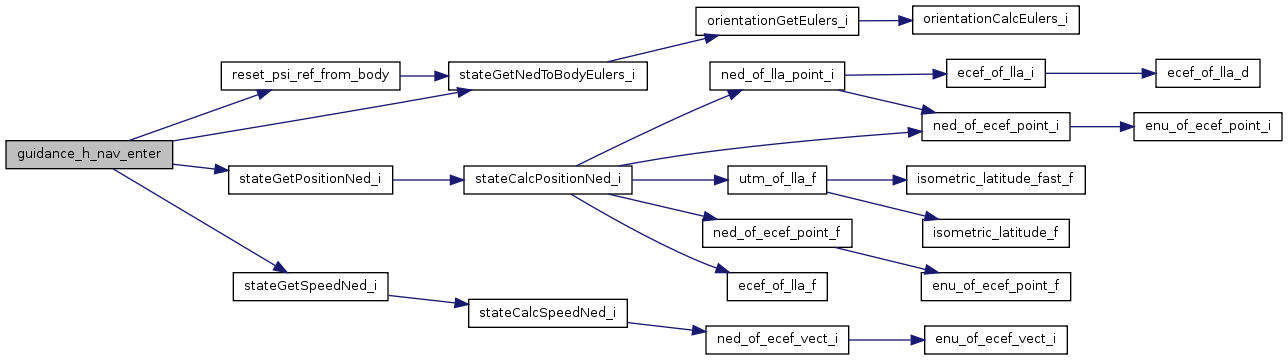 guidance_h_nav_enter
reset_psi_ref_from_body
stateGetNedToBodyEulers_i
orientationGetEulers_i
orientationCalcEulers_i
stateGetPositionNed_i
stateCalcPositionNed_i
ned_of_lla_point_i
ecef_of_lla_i
ecef_of_lla_d
ned_of_ecef_point_i
enu_of_ecef_point_i
utm_of_lla_f
isometric_latitude_fast_f
isometric_latitude_f
ned_of_ecef_point_f
enu_of_ecef_point_f
ecef_of_lla_f
stateGetSpeedNed_i
stateCalcSpeedNed_i
ned_of_ecef_vect_i
enu_of_ecef_vect_i